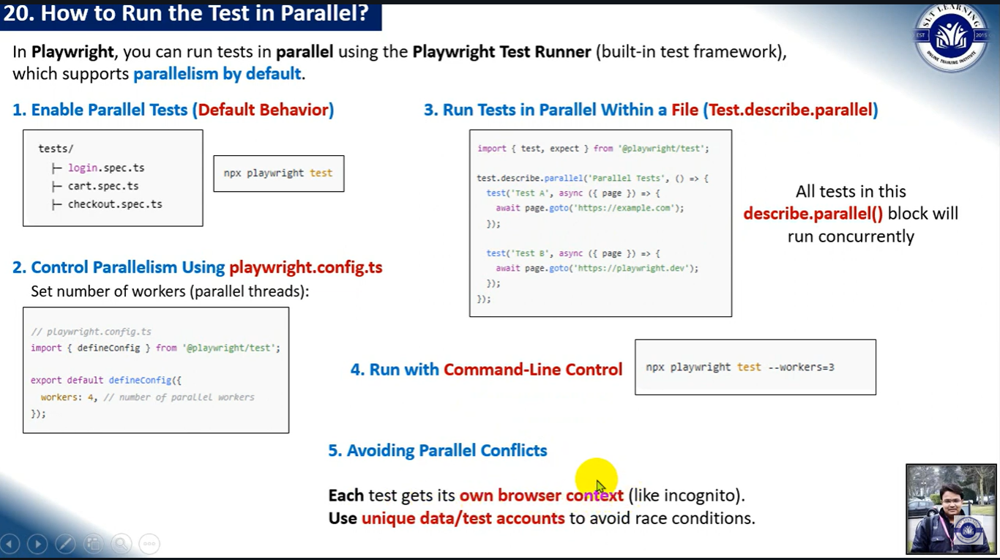 20. How to Run the Test in Parallel?
SLT LEARNING
EST
2015
ONLINE TRAINING INSTITUTE
In Playwright, you can run tests in parallel using the Playwright Test Runner (built-in test framework),
which supports parallelism by default.
1. Enable Parallel Tests (Default Behavior)
tests/
├─ login.spec.ts
├─ cart.spec.ts
├─ checkout.spec.ts
npx playwright test
2. Control Parallelism Using playwright.config.ts
Set number of workers (parallel threads):
// playwright.config.ts
import { defineConfig } from '@playwright/test';
export default defineConfig({
workers: 4, // number of parallel workers
});
3. Run Tests in Parallel Within a File (Test.describe.parallel)
import { test, expect } from '@playwright/test';
test.describe.parallel('Parallel Tests', () => {
test('Test A', async ({ page }) => {
await page.goto('https://example.com');
});
test('Test B', async ({ page }) => {
await page.goto('https://playwright.dev');
});
});
All tests in this
describe.parallel() block will
run concurrently
4. Run with Command-Line Control
npx playwright test --workers=3
5. Avoiding Parallel Conflicts
Each test gets its own browser context (like incognito).
Use unique data/test accounts to avoid race conditions.